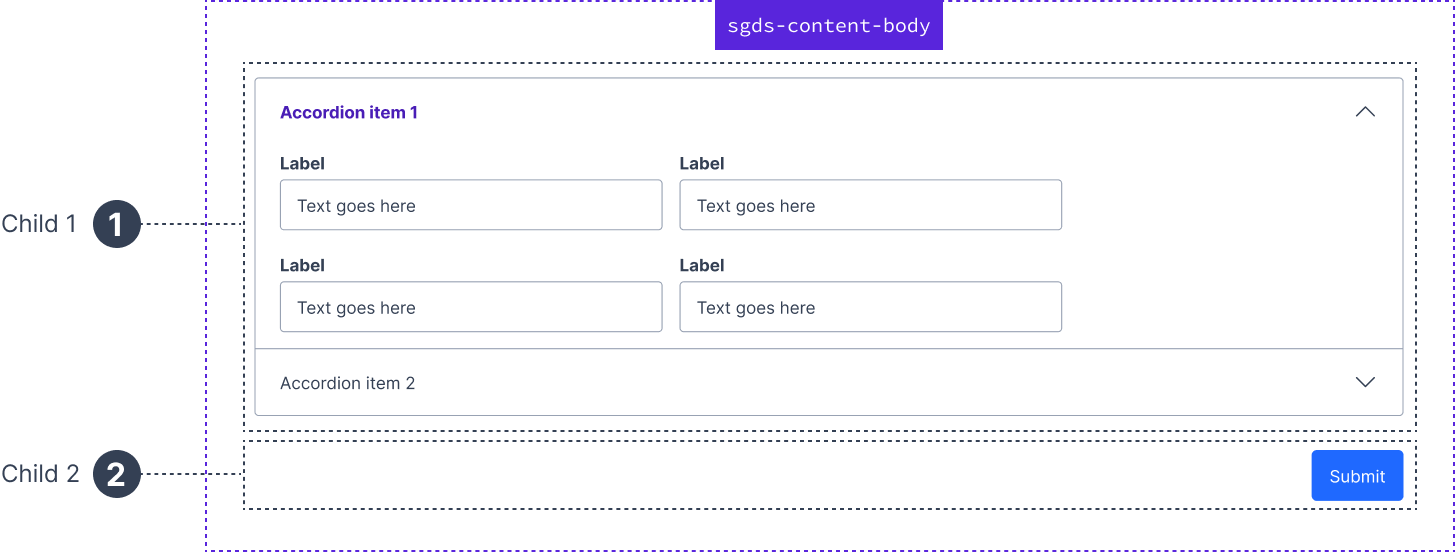 sgds-content-body
Accordion item 1
Label Label
Text goes here Text goes here
Child 1 1
Label Label
Text goes here Text goes here
Accordion item 2
Child 2 2
Submit